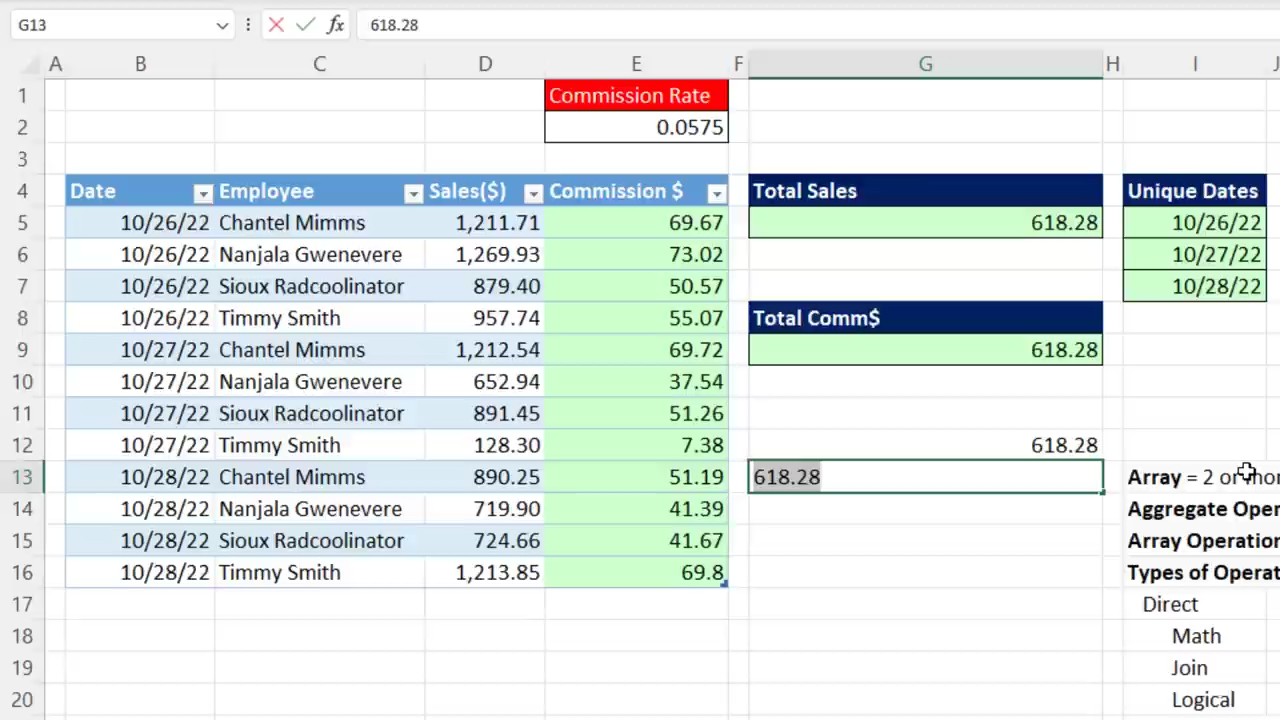 G13 fx 618.28
A B C D E F G H I J
1 Commission Rate
2 0.0575
3
4 Date Employee Sales($) Commission $ Total Sales Unique Dates
5 10/26/22 Chantel Mimms 1,211.71 69.67 618.28 10/26/22
6 10/26/22 Nanjala Gwenevere 1,269.93 73.02 10/27/22
7 10/26/22 Sioux Radcoolinator 879.40 50.57 10/28/22
8 10/26/22 Timmy Smith 957.74 55.07 Total Comm$
9 10/27/22 Chantel Mimms 1,212.54 69.72 618.28
10 10/27/22 Nanjala Gwenevere 652.94 37.54
11 10/27/22 Sioux Radcoolinator 891.45 51.26
12 10/27/22 Timmy Smith 128.30 7.38 618.28
13 10/28/22 Chantel Mimms 890.25 51.19 618.28 Array = 2 or
14 10/28/22 Nanjala Gwenevere 719.90 41.39 Aggregate Oper
15 10/28/22 Sioux Radcoolinator 724.66 41.67 Array Operation
16 10/28/22 Timmy Smith 1,213.85 69.8 Types of Operat
17 Direct
18 Math
19 Join
20 Logical